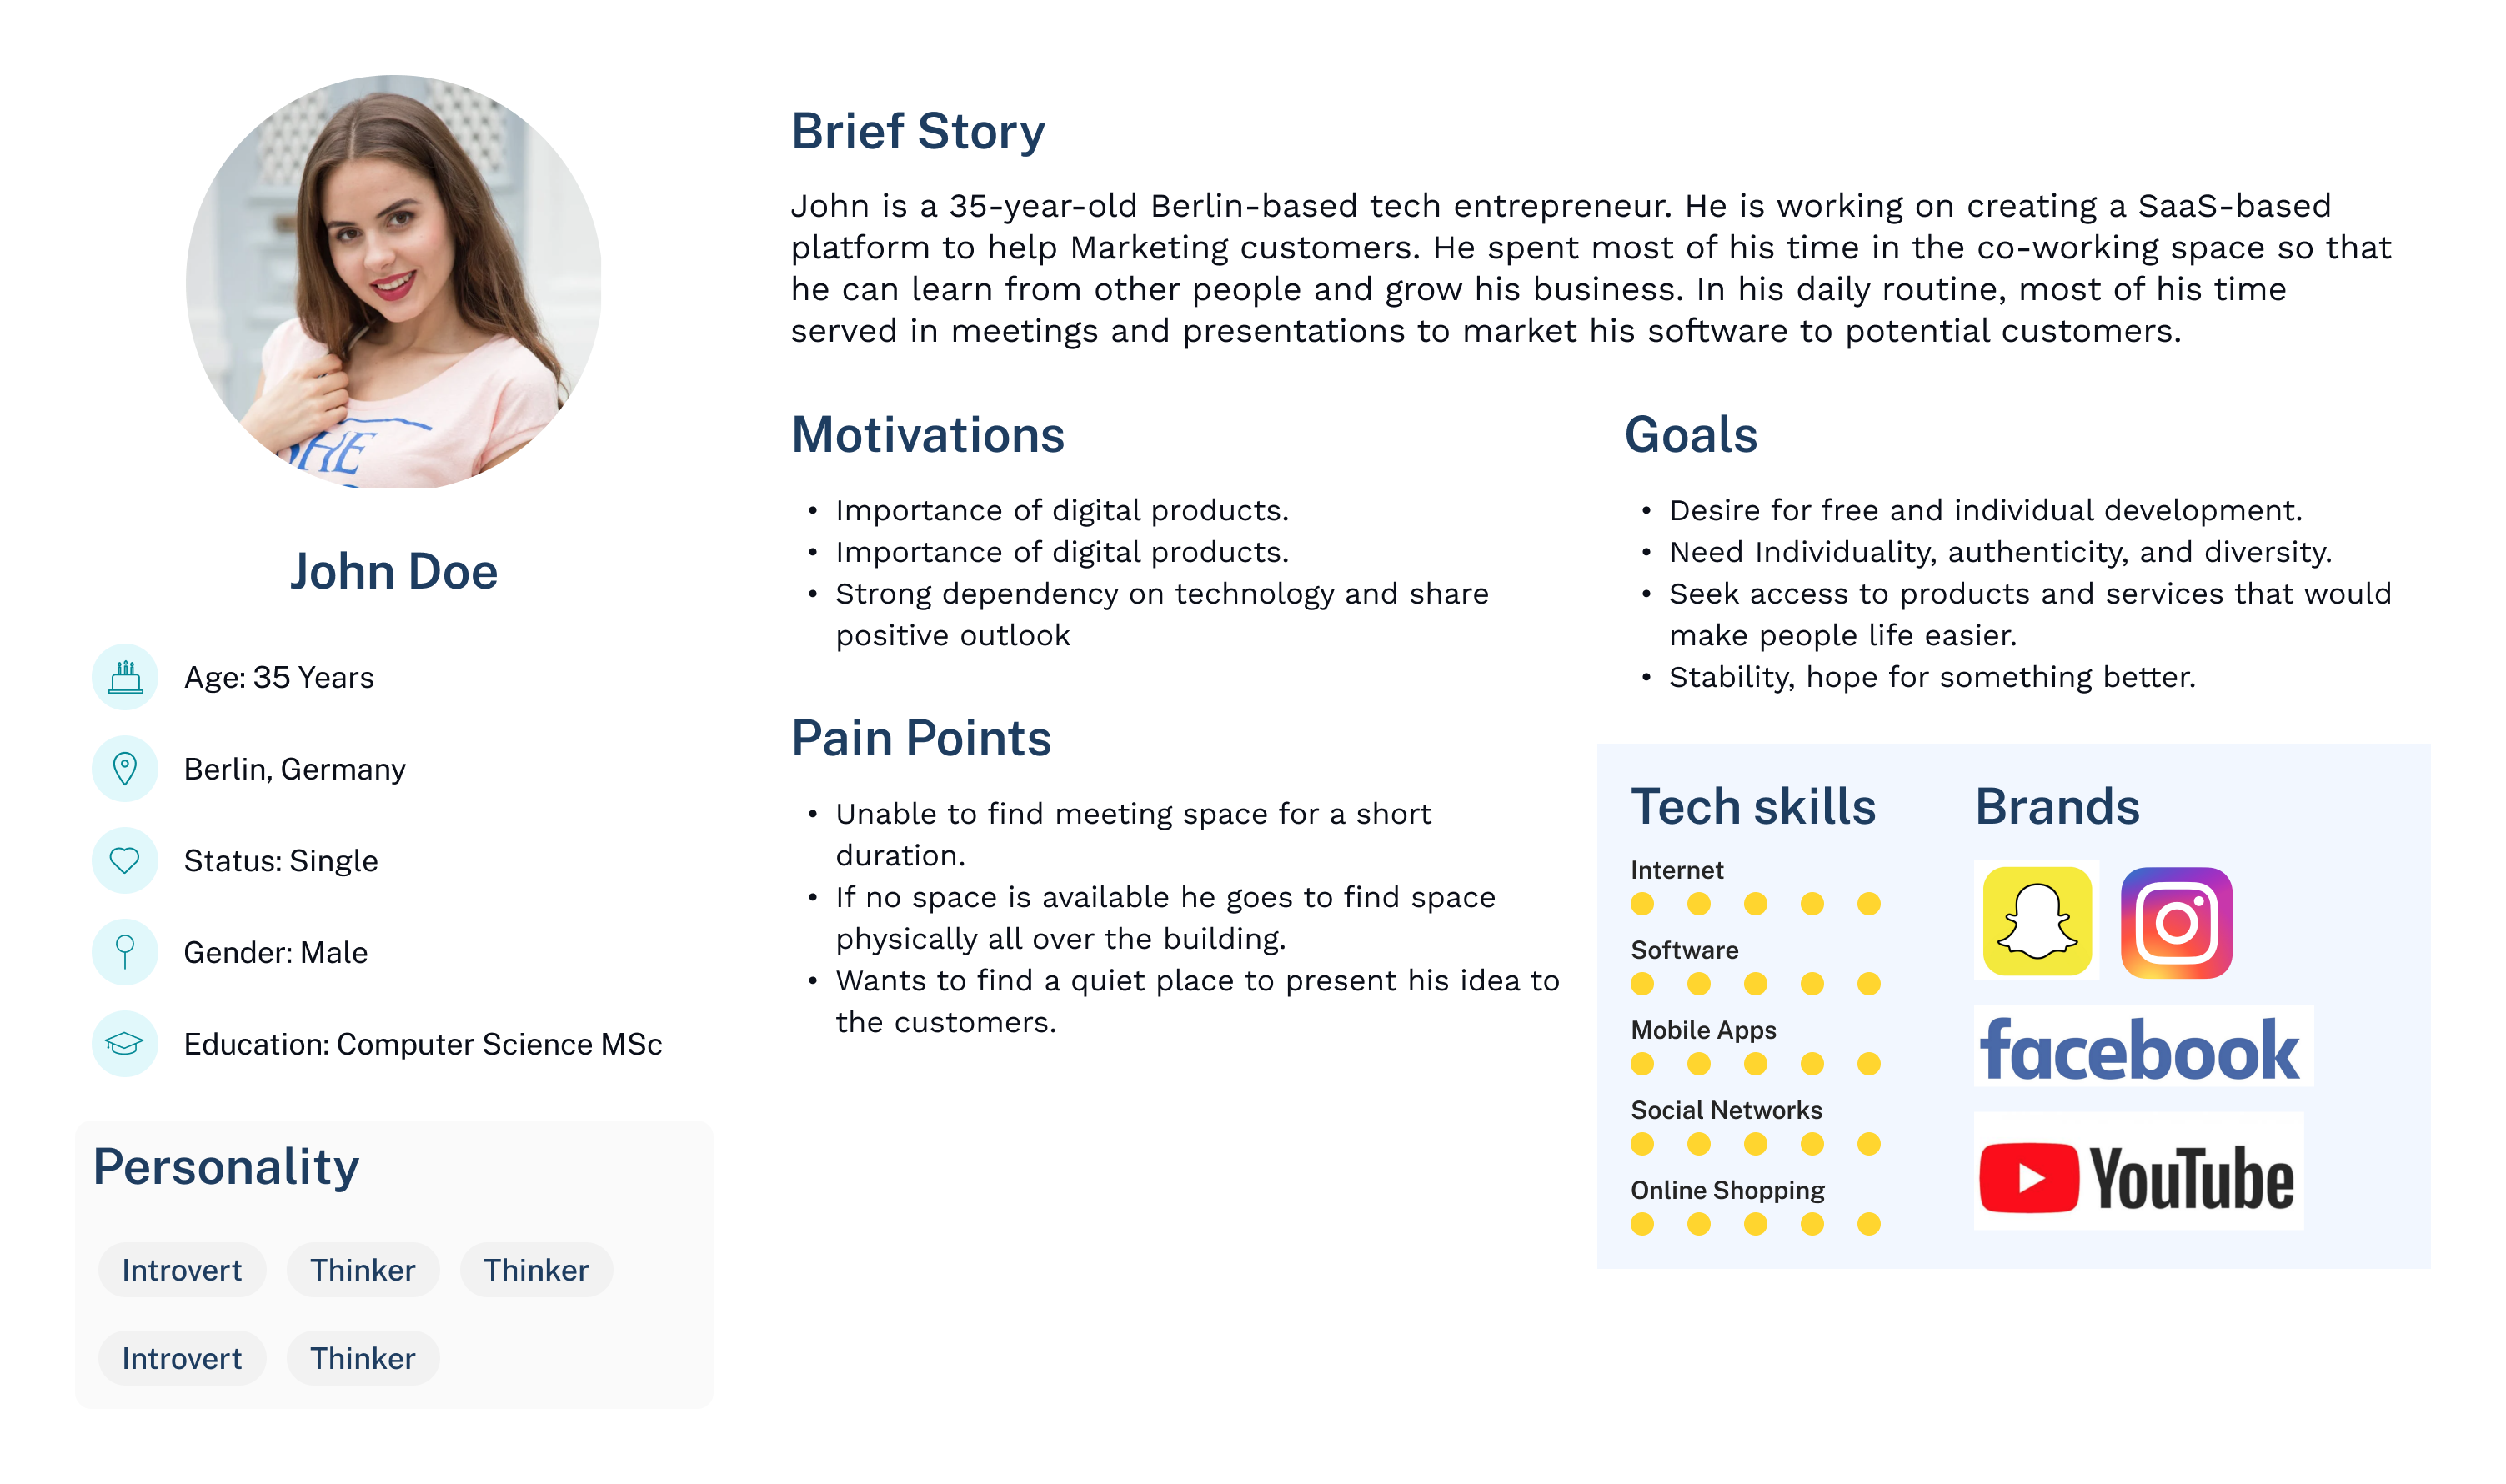 HE
John Doe
Age: 35 Years
Berlin, Germany
Status: Single
Gender: Male
Education: Computer Science MSc
Personality
Introvert
Thinker
Thinker
Introvert
Thinker
Brief Story
John is a 35-year-old Berlin-based tech entrepreneur. He is working on creating a SaaS-based
platform to help Marketing customers. He spent most of his time in the co-working space so that
he can learn from other people and grow his business. In his daily routine, most of his time
served in meetings and presentations to market his software to potential customers.
Motivations
• Importance of digital products.
• Importance of digital products.
• Strong dependency on technology and share
positive outlook
Pain Points
• Unable to find meeting space for a short
duration.
• If no space is available he goes to find space
physically all over the building.
• Wants to find a quiet place to present his idea to
the customers.
Goals
• Desire for free and individual development.
• Need Individuality, authenticity, and diversity.
• Seek access to products and services that would
make people life easier.
• Stability, hope for something better.
Tech skills
Internet
Software
Mobile Apps
Social Networks
Online Shopping
Brands
facebook
YouTube